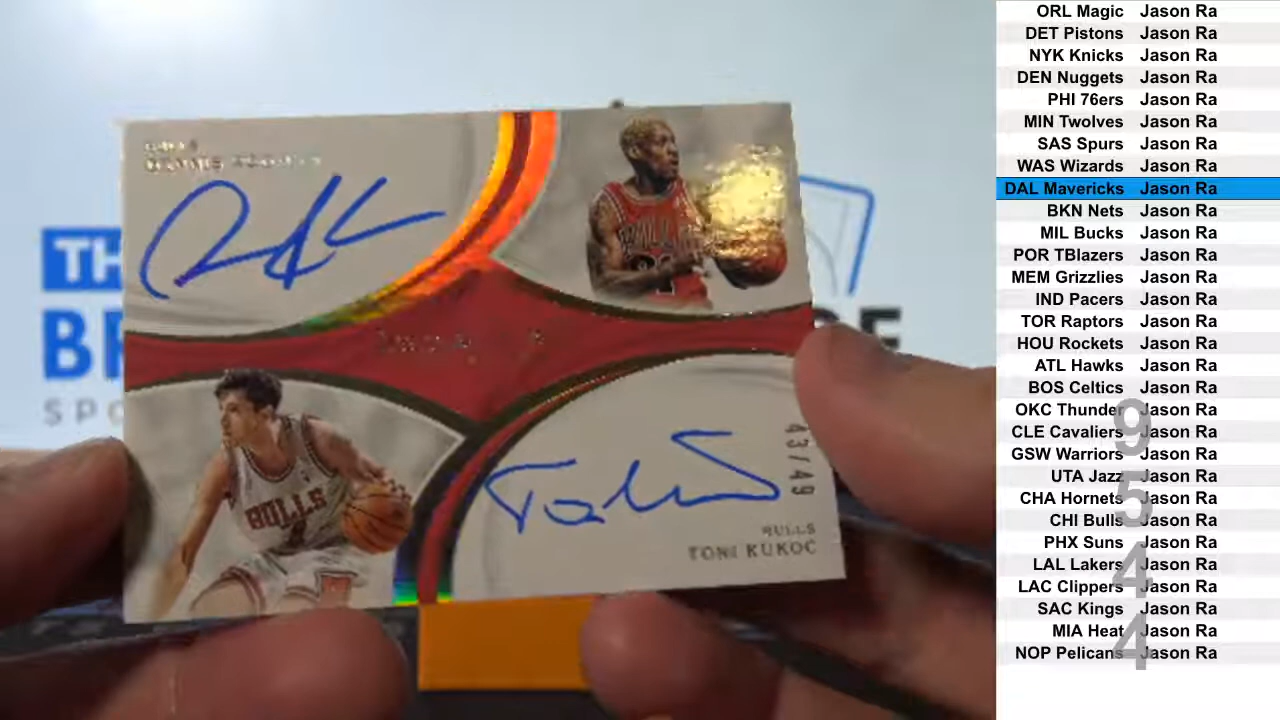 BULLS
TONI KUKOC
43/49
BULLS
ORL Magic Jason Ra
DET Pistons Jason Ra
NYK Knicks Jason Ra
DEN Nuggets Jason Ra
PHI 76ers Jason Ra
MIN Twolves Jason Ra
SAS Spurs Jason Ra
WAS Wizards Jason Ra
DAL Mavericks Jason Ra
BKN Nets Jason Ra
MIL Bucks Jason Ra
POR TBlazers Jason Ra
MEM Grizzlies Jason Ra
IND Pacers Jason Ra
TOR Raptors Jason Ra
HOU Rockets Jason Ra
ATL Hawks Jason Ra
BOS Celtics Jason Ra
OKC Thunder Jason Ra
CLE Cavaliers Jason Ra
GSW Warriors Jason Ra
UTA Jazz Jason Ra
CHA Hornets Jason Ra
CHI Bulls Jason Ra
PHX Suns Jason Ra
LAL Lakers Jason Ra
LAC Clippers Jason Ra
SAC Kings Jason Ra
MIA Heat Jason Ra
NOP Pelicans Jason Ra
9
5
4
4